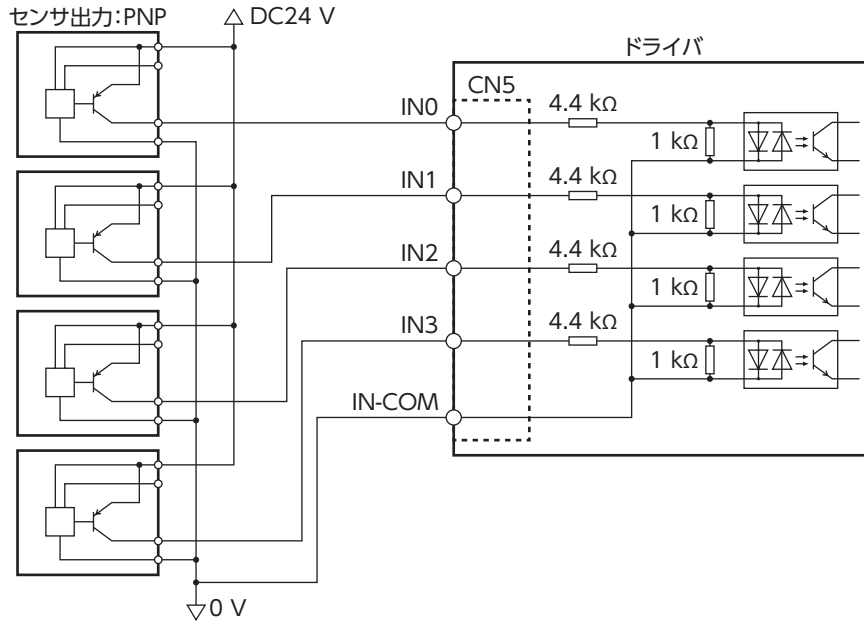 センサ出力:PNP
DC24 V
ドライバ
CN5
IN0
4.4 kΩ
1 kΩ
IN1
4.4 kΩ
1 kΩ
IN2
4.4 kΩ
1 kΩ
IN3
4.4 kΩ
1 kΩ
IN-COM
0 V